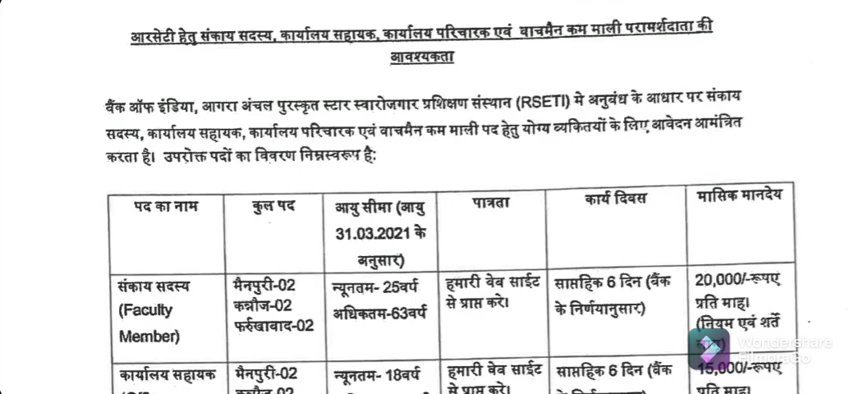 आरसेटी हेतु संकाय सदस्य, कार्यालय सहायक, कार्यालय परिचारक एवं वाचमैन कम माली परामर्शदाता की
आवश्यकता
बैंक ऑफ इंडिया, आगरा अंचल पुरस्कृत स्टार स्वारोजगार प्रशिक्षण संस्थान (RSETI) मे अनुबंध के आधार पर संकाय
सदस्य, कार्यालय सहायक, कार्यालय परिचारक एवं वाचमैन कम माली पद हेतु योग्य व्यकितयों के लिए आवेदन आमंत्रित
करता है। उपरोक्त पदों का विवरण निम्नस्वरूप है:
पद का नाम
कुल पद
आयु सीमा (आयु
31.03.2021 के
अनुसार)
पात्रता
कार्य दिवस
मासिक मानदेय
संकाय सदस्य
(Faculty
Member)
मैनपुरी-02
कन्नौज-02
फर्रुखाबाद-02
न्यूनतम- 25वर्ष
अधिकतम-63वर्ष
हमारी वेब साईट
से प्राप्त करे।
साप्तहिक 6 दिन (बैंक
के निर्णयानुसार)
20,000/-रूपए
प्रति माह।
(नियम एवं शर्ते
कार्यालय सहायक
मैनपुरी-02
कन्नौज-02
न्यूनतम- 18वर्ष
हमारी वेब साईट
से प्राप्त करे।
साप्तहिक 6 दिन (बैंक
15,000/-रूपए
प्रति माह।
Wondershare
FilmoraGo